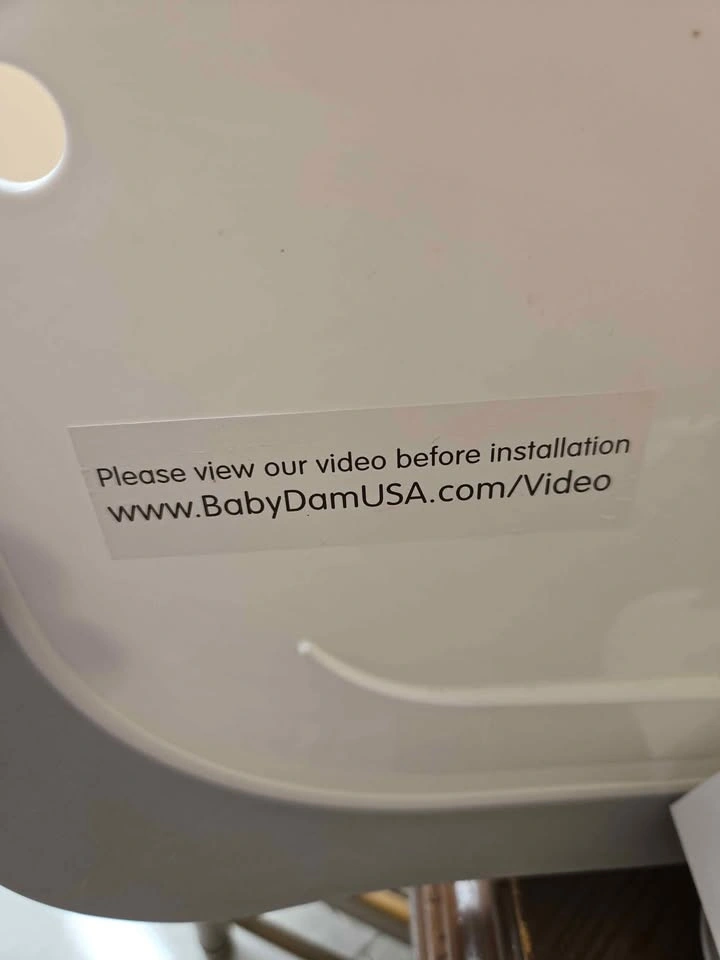 Please view our video before installation
www.BabyDamUSA.com/Video